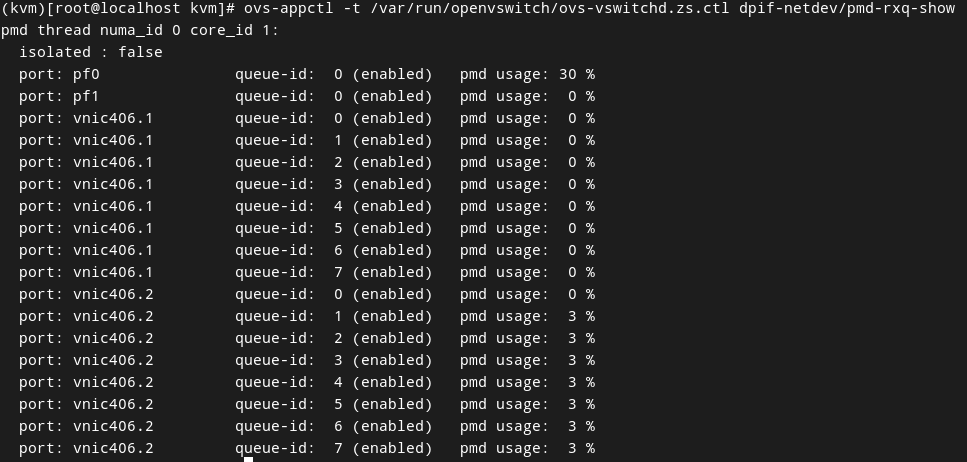 (kvm)[root@localhost kvm]# ovs-appctl -t /var/run/openvswitch/ovs-vswitchd.zs.ctl dpif-netdev/pmd-rxq-show
pmd thread numa_id 0 core_id 1:
  isolated : false
  port: pf0               queue-id:  0 (enabled)   pmd usage: 30 %
  port: pf1               queue-id:  0 (enabled)   pmd usage:  0 %
  port: vnic406.1         queue-id:  0 (enabled)   pmd usage:  0 %
  port: vnic406.1         queue-id:  1 (enabled)   pmd usage:  0 %
  port: vnic406.1         queue-id:  2 (enabled)   pmd usage:  0 %
  port: vnic406.1         queue-id:  3 (enabled)   pmd usage:  0 %
  port: vnic406.1         queue-id:  4 (enabled)   pmd usage:  0 %
  port: vnic406.1         queue-id:  5 (enabled)   pmd usage:  0 %
  port: vnic406.1         queue-id:  6 (enabled)   pmd usage:  0 %
  port: vnic406.1         queue-id:  7 (enabled)   pmd usage:  0 %
  port: vnic406.2         queue-id:  0 (enabled)   pmd usage:  0 %
  port: vnic406.2         queue-id:  1 (enabled)   pmd usage:  3 %
  port: vnic406.2         queue-id:  2 (enabled)   pmd usage:  3 %
  port: vnic406.2         queue-id:  3 (enabled)   pmd usage:  3 %
  port: vnic406.2         queue-id:  4 (enabled)   pmd usage:  3 %
  port: vnic406.2         queue-id:  5 (enabled)   pmd usage:  3 %
  port: vnic406.2         queue-id:  6 (enabled)   pmd usage:  3 %
  port: vnic406.2         queue-id:  7 (enabled)   pmd usage:  3 %